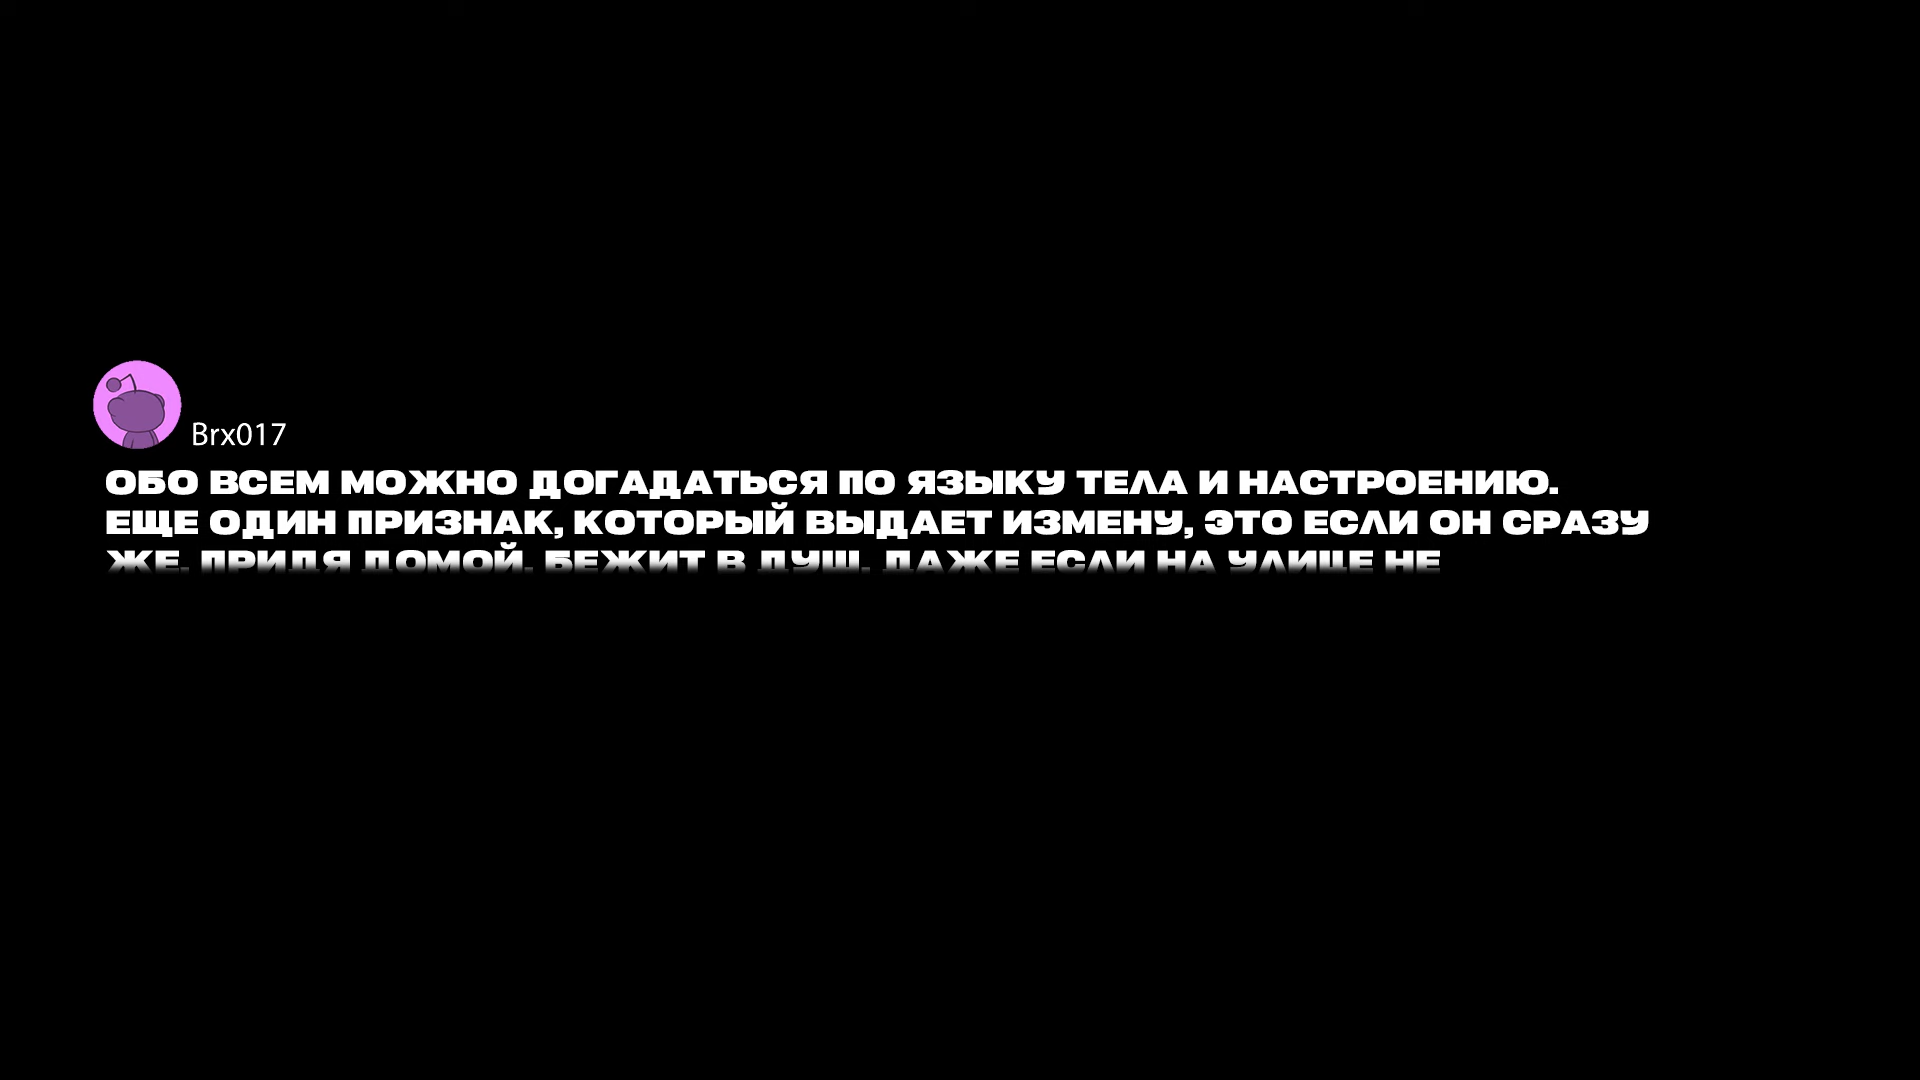 Brx017
ОБО ВСЕМ МОЖНО ДОГАДАТЬСЯ ПО ЯЗЫКУ ТЕЛА И НАСТРОЕНИЮ.
ЕЩЕ ОДИН ПРИЗНАК, КОТОРЫЙ ВЫДАЕТ ИЗМЕНУ, ЭТО ЕСЛИ ОН СРАЗУ
ЖЕ, ПРИДЯ ДОМОЙ, БЕЖИТ В ДУШ, ДАЖЕ ЕСЛИ НА УЛИЦЕ НЕ